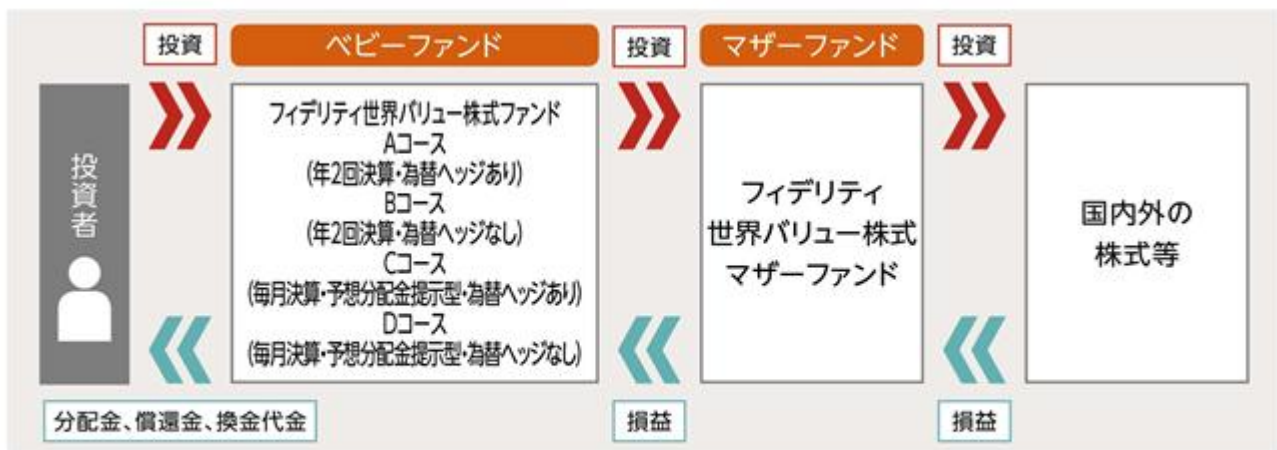 投資
ベビーファンド
投資
マザーファンド
投資
投資者
フィデリティ世界バリュー株式ファンド
Aコース
(年2回決算・為替ヘッジあり)
Bコース
(年2回決算・為替ヘッジなし)
Cコース
(毎月決算・予想分配金提示型・為替ヘッジあり)
Dコース
(毎月決算・予想分配金提示型・為替ヘッジなし)
フィデリティ
世界バリュー株式
マザーファンド
国内外の
株式等
分配金、償還金、換金代金
損益
損益